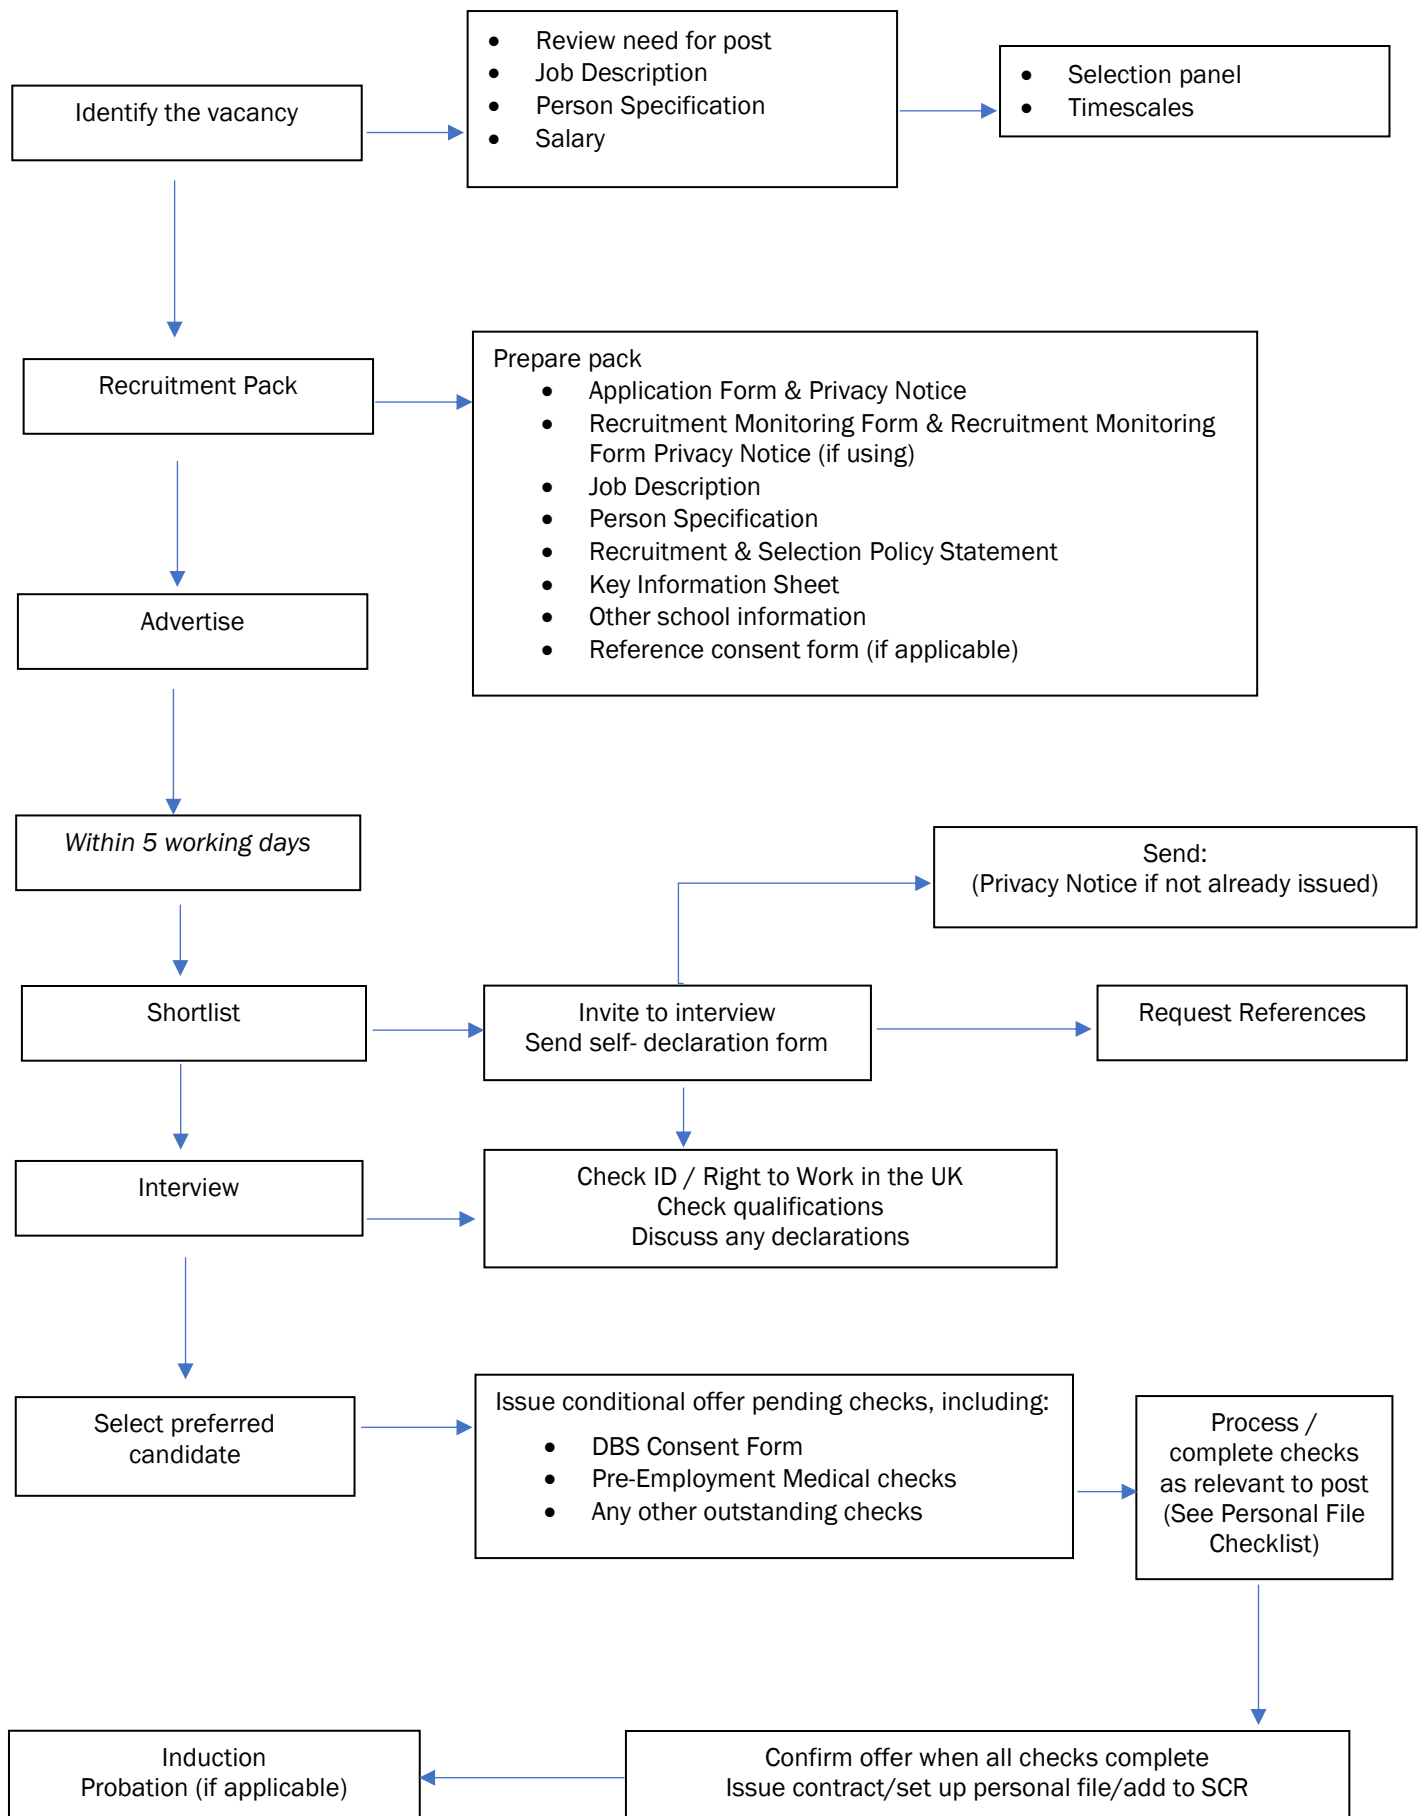 Identify the vacancy
• Review need for post
• Job Description
• Person Specification
• Salary
• Selection panel
• Timescales
Recruitment Pack
Prepare pack
• Application Form & Privacy Notice
• Recruitment Monitoring Form & Recruitment Monitoring
Form Privacy Notice (if using)
• Job Description
• Person Specification
• Recruitment & Selection Policy Statement
• Key Information Sheet
• Other school information
• Reference consent form (if applicable)
Advertise
Within 5 working days
Send:
(Privacy Notice if not already issued)
Shortlist
Invite to interview
Send self- declaration form
Request References
Interview
Check ID / Right to Work in the UK
Check qualifications
Discuss any declarations
Select preferred
candidate
Issue conditional offer pending checks, including:
• DBS Consent Form
• Pre-Employment Medical checks
• Any other outstanding checks
Process /
complete checks
as relevant to post
(See Personal File
Checklist)
Induction
Probation (if applicable)
Confirm offer when all checks complete
Issue contract/set up personal file/add to SCR